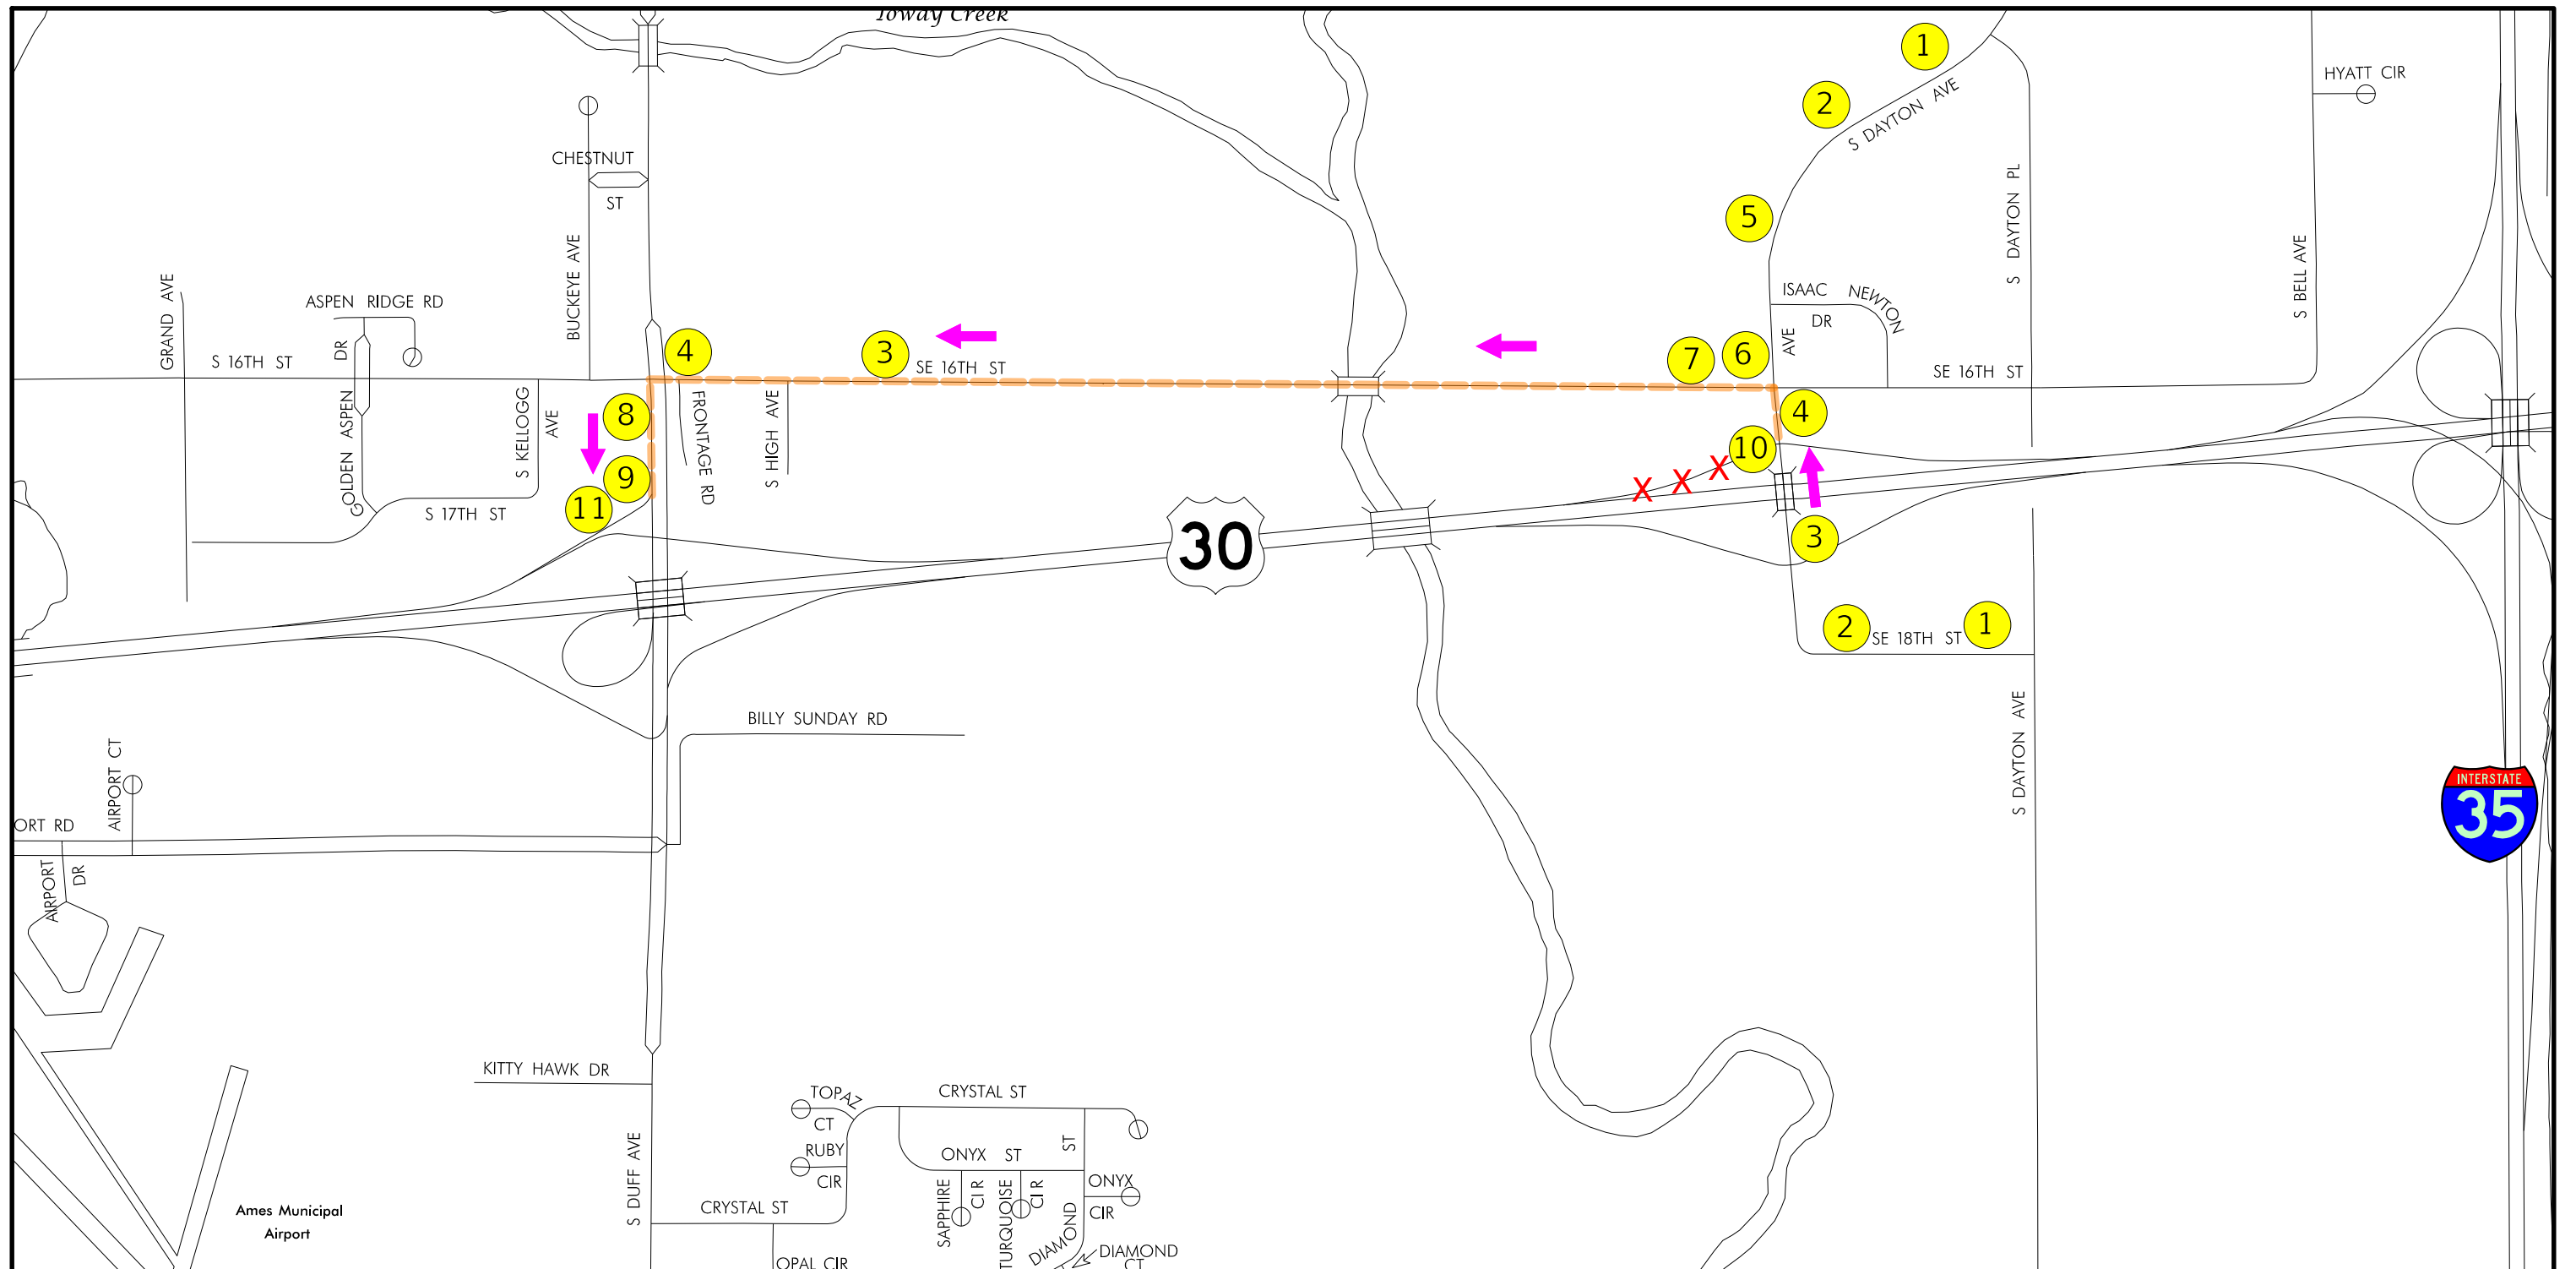 Ioway Creek
1
HYATT CIR
2
S DAYTON AVE
CHESTNUT
ST
S DAYTON PL
5
BUCKEYE AVE
S BELL AVE
GRAND AVE
ASPEN RIDGE RD
ISAAC NEWTON
DR
AVE
S 16TH ST
DR
4
3
SE 16TH ST
7
6
SE 16TH ST
GOLDEN ASPEN
S KELLOGG
AVE
8
FRONTAGE RD
S HIGH AVE
4
10
X X X
9
11
S 17TH ST
30
3
2
SE 18TH ST
1
BILLY SUNDAY RD
S DAYTON AVE
AIRPORT CT
INTERSTATE
35
ORT RD
AIRPORT
DR
KITTY HAWK DR
TOPAZ
CT
CRYSTAL ST
S DUFF AVE
RUBY
CIR
ONYX ST
ST
SAPPHIRE
CIR
TURQUOISE
CIR
ONYX
CIR
DIAMOND
CRYSTAL ST
Ames Municipal
Airport
DIAMOND
CT
OPAL CIR